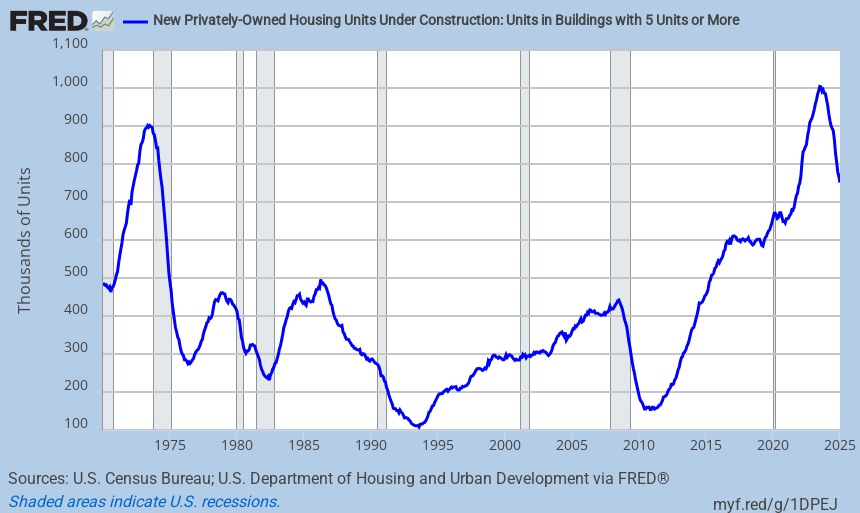 FRED® New Privately-Owned Housing Units Under Construction: Units in Buildings with 5 Units or More
1,100
1,000
900
800
700
600
500
400
300
200
100
Thousands of Units
1975 1980 1985 1990 1995 2000 2005 2010 2015 2020 2025
Sources: U.S. Census Bureau; U.S. Department of Housing and Urban Development via FRED®
Shaded areas indicate U.S. recessions.
myf.red/g/1DPEJ